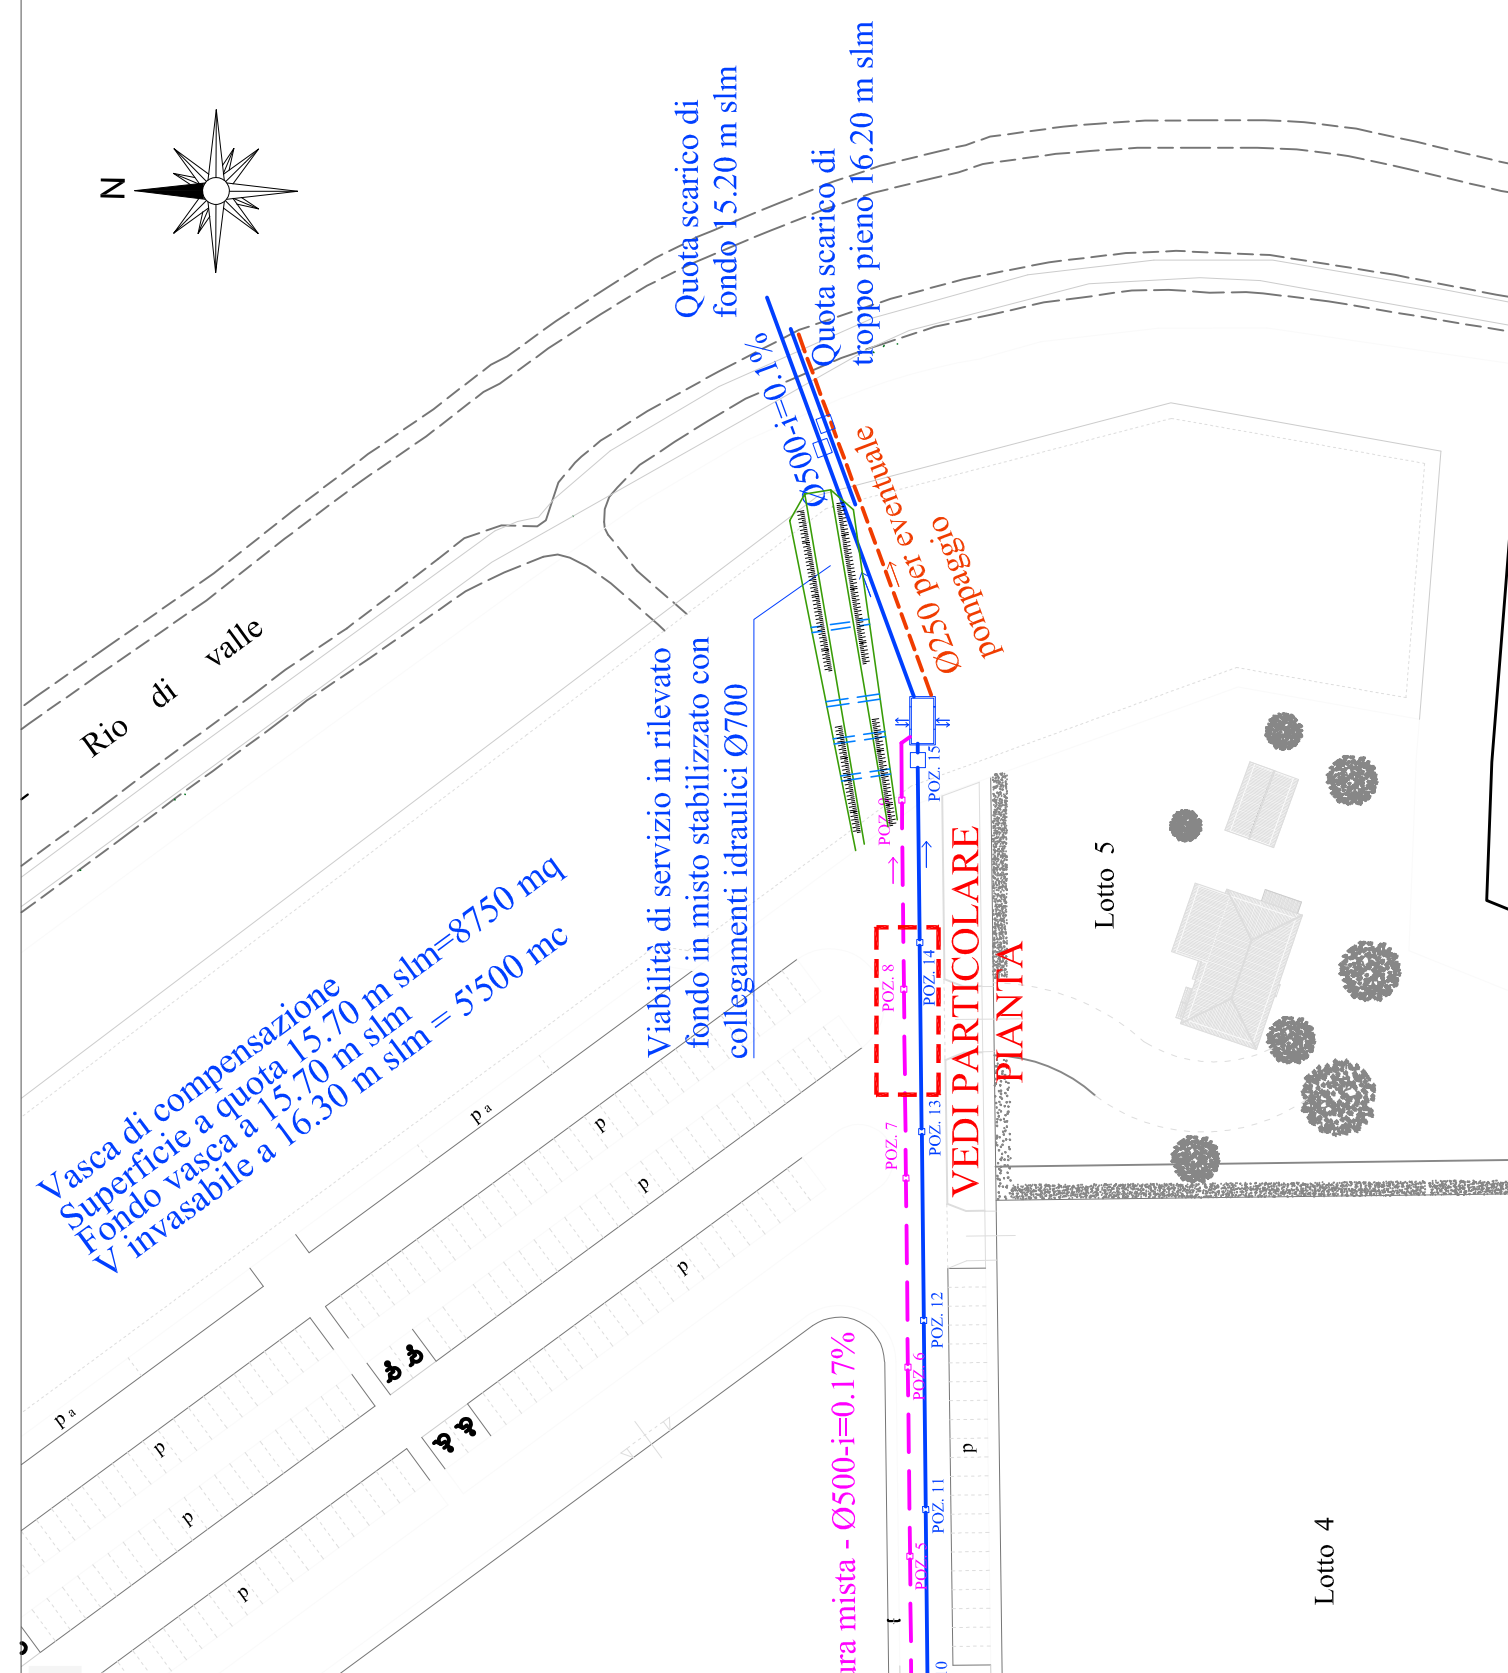 N
Quota scarico di
fondo 15.20 m slm
Quota scarico di
troppo pieno 16.20 m slm
Ø500-i=0.1%
Ø250 per eventuale
pompaggio
Rio di valle
Viabilità di servizio in rilevato
fondo in misto stabilizzato con
collegamenti idraulici Ø700
Vasca di compensazione
Superficie a quota 15.70 m slm=8750 mq
Fondo vasca a 15.70 m slm
V invasabile a 16.30 m slm = 5'500 mc
POZ. 15
POZ. 9
POZ. 14
POZ. 8
VEDI PARTICOLARE
PIANTA
POZ. 13
POZ. 7
POZ. 12
POZ. 6
POZ. 11
POZ. 5
ura mista - Ø500-i=0.17%
Lotto 5
Lotto 4
p a
p
p
p
p a
p
p
p
p
t
0